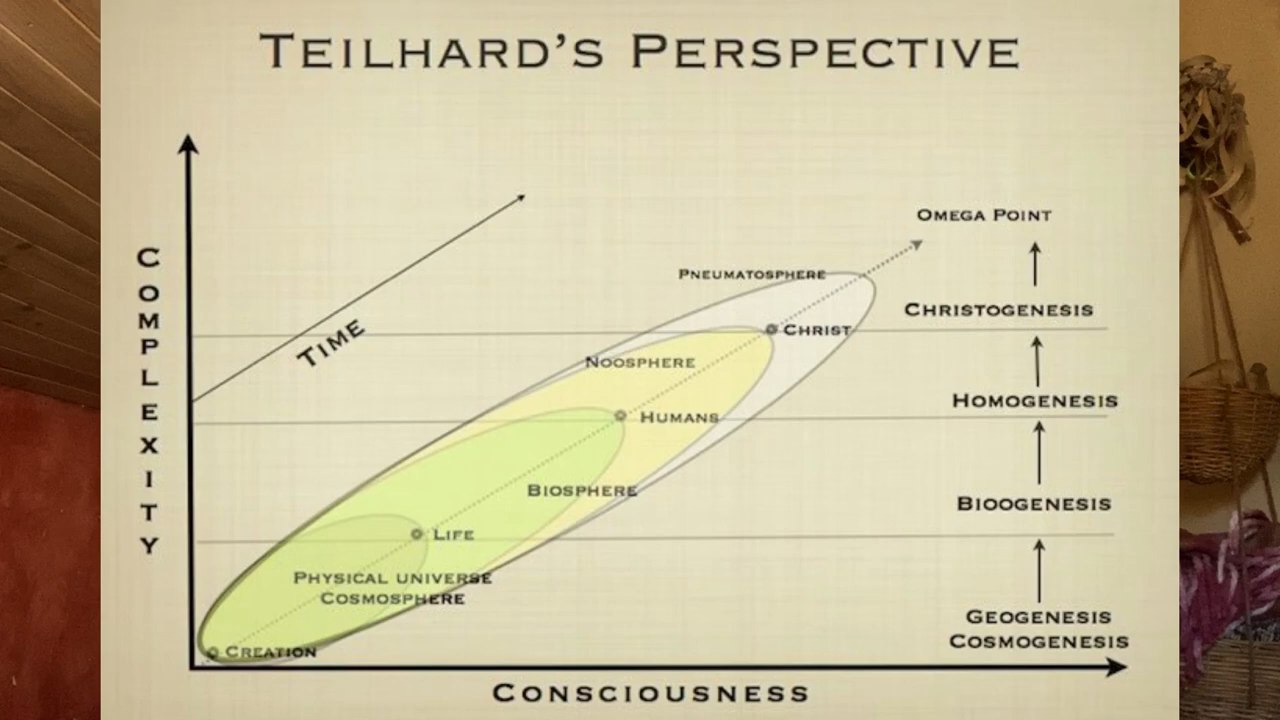 TEILHARD'S PERSPECTIVE
COMPLEXITY
TIME
OMEGA POINT
PNEUMATOSPHERE
CHRISTOGENESIS
CHRIST
NOOSPHERE
HOMOGENESIS
HUMANS
BIOSPHERE
BIOOGENESIS
LIFE
PHYSICAL UNIVERSE
COSMOSPHERE
GEOGENESIS
COSMOGENESIS
CREATION
CONSCIOUSNESS